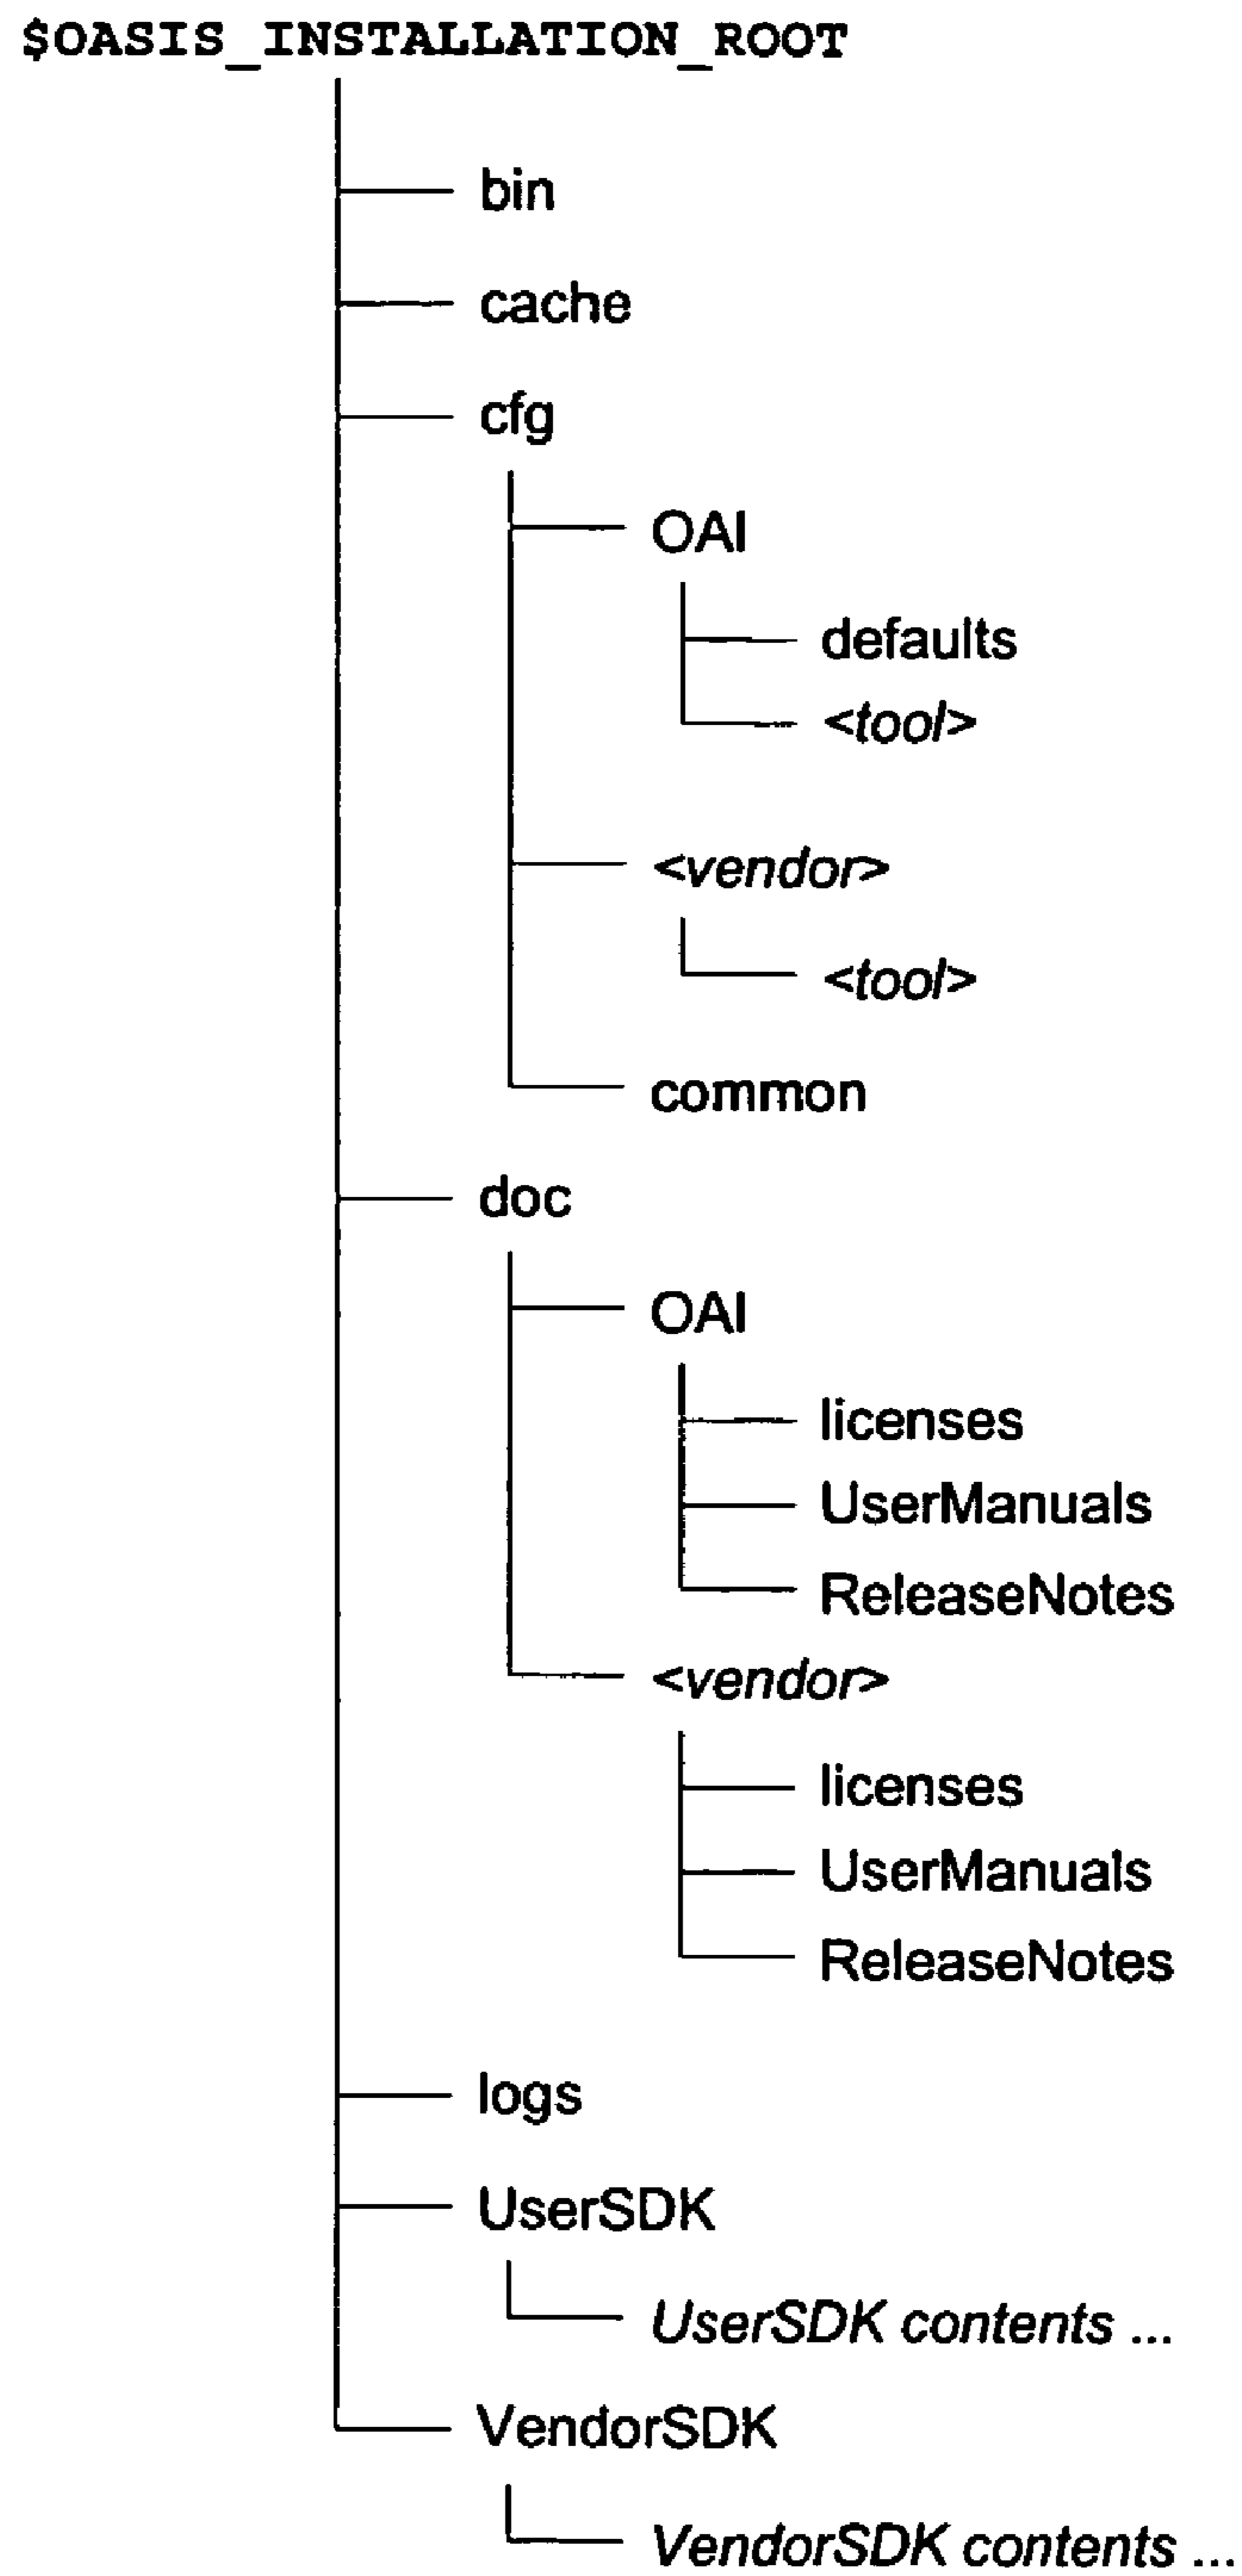 $OASIS_INSTALLATION_ROOT
bin
cache
cfg
OAI
defaults
<tool>
<vendor>
<tool>
common
doc
OAI
licenses
UserManuals
ReleaseNotes
<vendor>
licenses
UserManuals
ReleaseNotes
logs
UserSDK
UserSDK contents ...
VendorSDK
VendorSDK contents ...